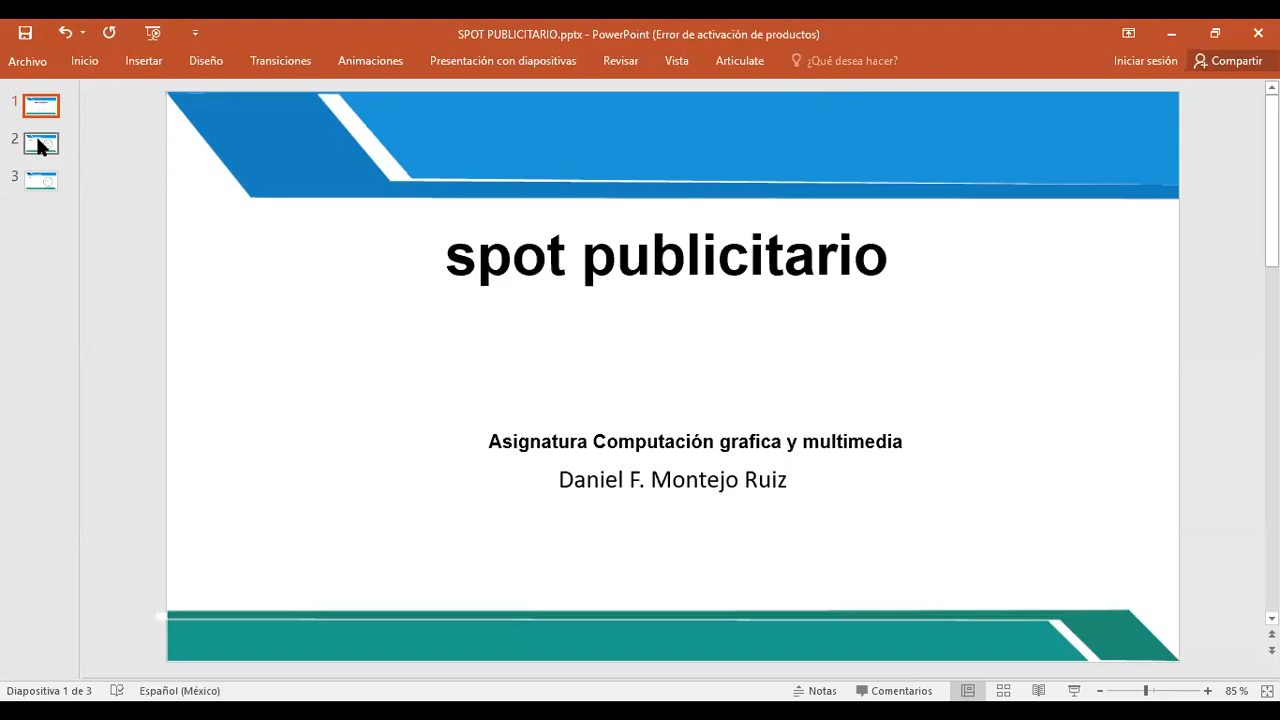 SPOT PUBLICITARIO.pptx - PowerPoint (Error de activación de productos)
Archivo Inicio Insertar Diseño Transiciones Animaciones Presentación con diapositivas Revisar Vista Articulate ¿Qué desea hacer? Iniciar sesión Compartir
1
2
3
spot publicitario
Asignatura Computación grafica y multimedia
Daniel F. Montejo Ruiz
Diapositiva 1 de 3 Español (México) Notas Comentarios 85 %